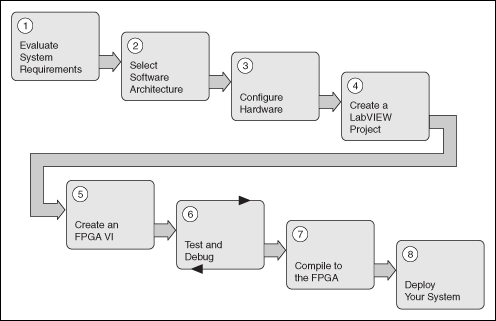 1
Evaluate
System
Requirements
2
Select
Software
Architecture
3
Configure
Hardware
4
Create a
LabVIEW
Project
5
Create an
FPGA VI
6
Test and
Debug
7
Compile to
the FPGA
8
Deploy
Your System